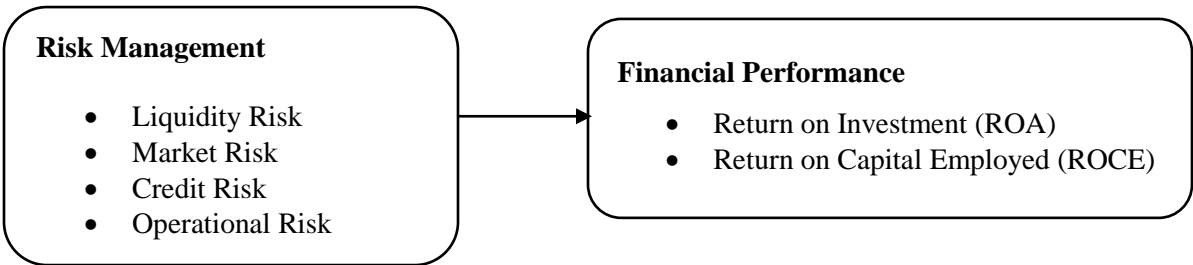 Risk Management
• Liquidity Risk
• Market Risk
• Credit Risk
• Operational Risk
Financial Performance
• Return on Investment (ROA)
• Return on Capital Employed (ROCE)